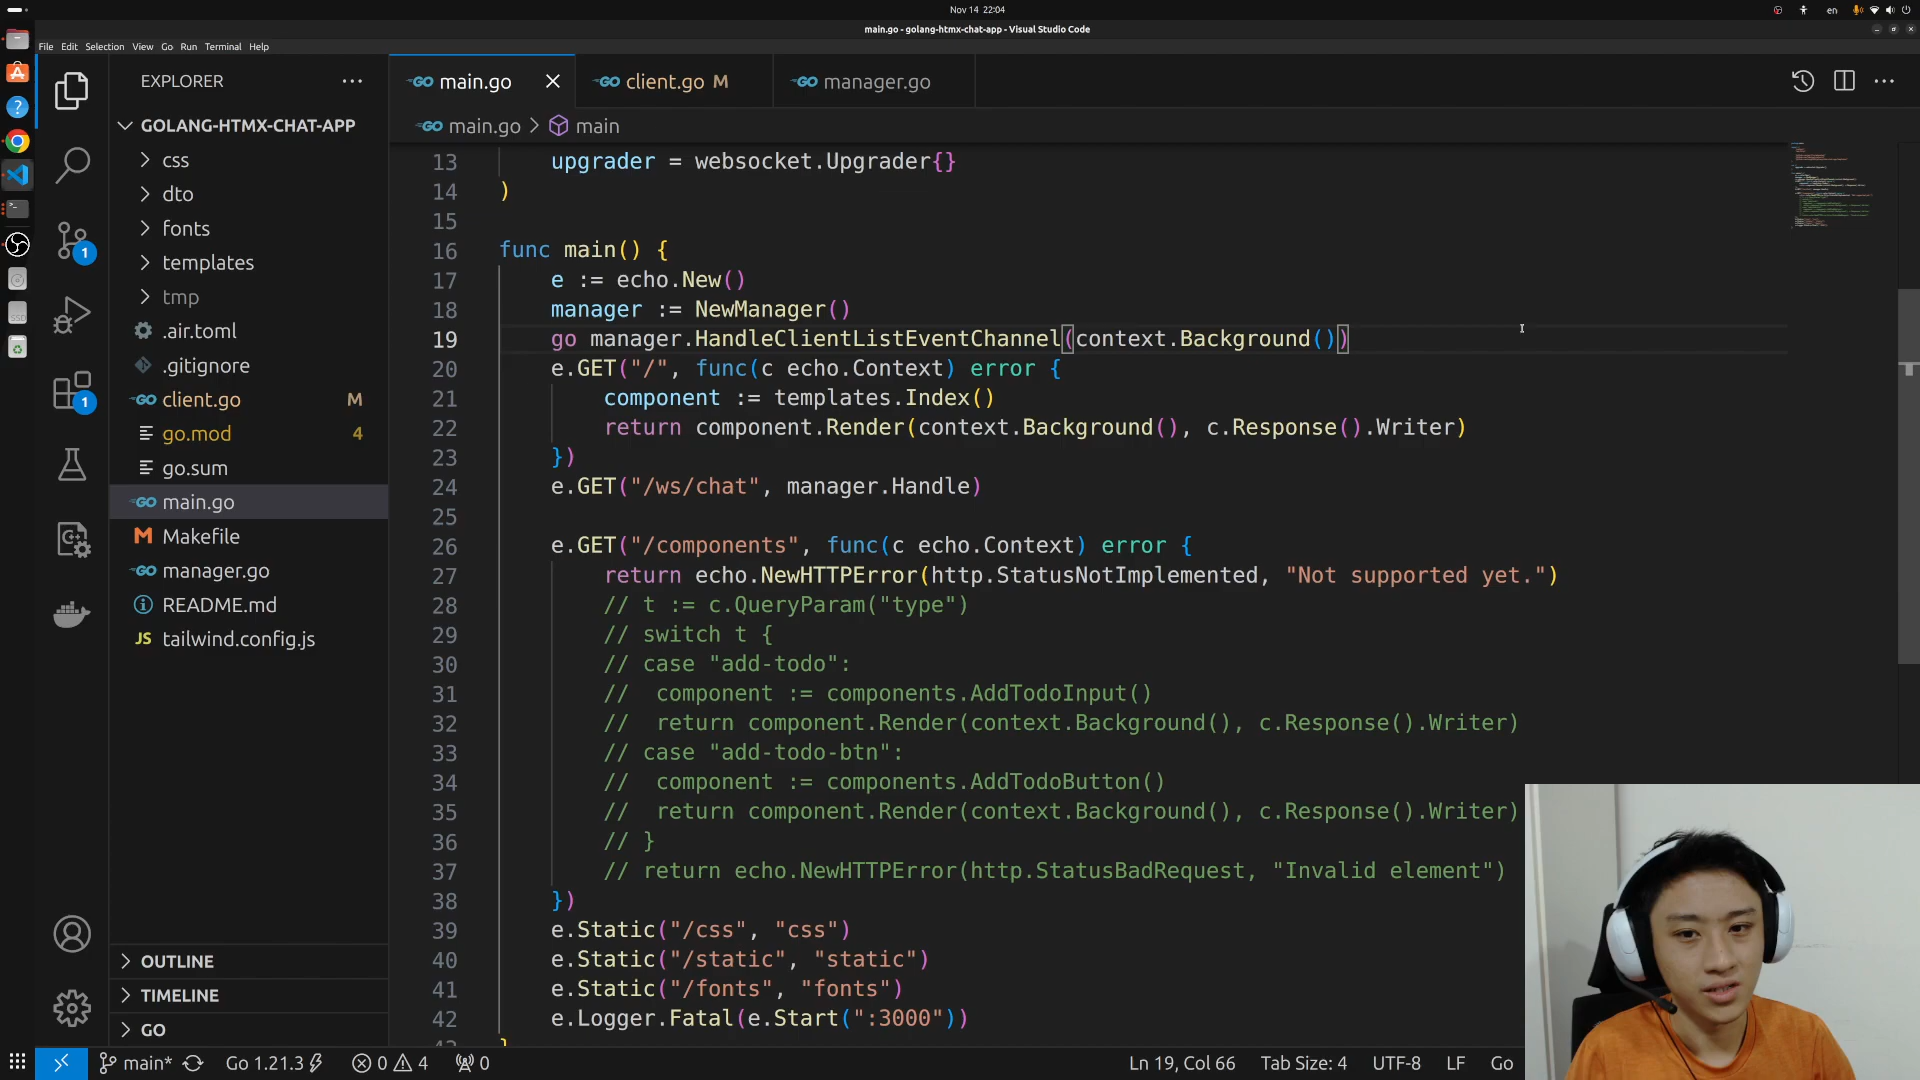 Nov 14 22:04
en
main.go - golang-htmx-chat-app - Visual Studio Code
File Edit Selection View Go Run Terminal Help
EXPLORER
GOLANG-HTMX-CHAT-APP
css
dto
fonts
templates
tmp
.air.toml
.gitignore
client.go M
go.mod 4
go.sum
main.go
Makefile
manager.go
README.md
tailwind.config.js
OUTLINE
TIMELINE
GO
1
1
main.go client.go M manager.go
main.go > main
13 upgrader = websocket.Upgrader{}
14 )
15
16 func main() {
17 e := echo.New()
18 manager := NewManager()
19 go manager.HandleClientListEventChannel(context.Background())
20 e.GET("/", func(c echo.Context) error {
21 component := templates.Index()
22 return component.Render(context.Background(), c.Response().Writer)
23 })
24 e.GET("/ws/chat", manager.Handle)
25
26 e.GET("/components", func(c echo.Context) error {
27 return echo.NewHTTPError(http.StatusNotImplemented, "Not supported yet.")
28 // t := c.QueryParam("type")
29 // switch t {
30 // case "add-todo":
31 //  component := components.AddTodoInput()
32 //  return component.Render(context.Background(), c.Response().Writer)
33 // case "add-todo-btn":
34 //  component := components.AddTodoButton()
35 //  return component.Render(context.Background(), c.Response().Writer)
36 // }
37 // return echo.NewHTTPError(http.StatusBadRequest, "Invalid element")
38 })
39 e.Static("/css", "css")
40 e.Static("/static", "static")
41 e.Static("/fonts", "fonts")
42 e.Logger.Fatal(e.Start(":3000"))
main* Go 1.21.3 0 4 0 Ln 19, Col 66 Tab Size: 4 UTF-8 LF Go